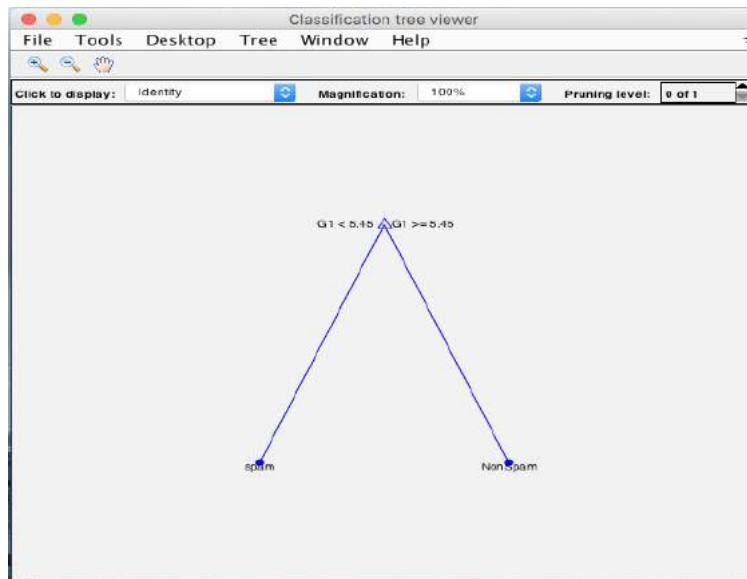 Classification tree viewer
File Tools Desktop Tree Window Help
Click to display: Identity Magnification: 100% Pruning level: 0 of 1
G1 < 5.45 G1 >= 5.45
spam NonSpam